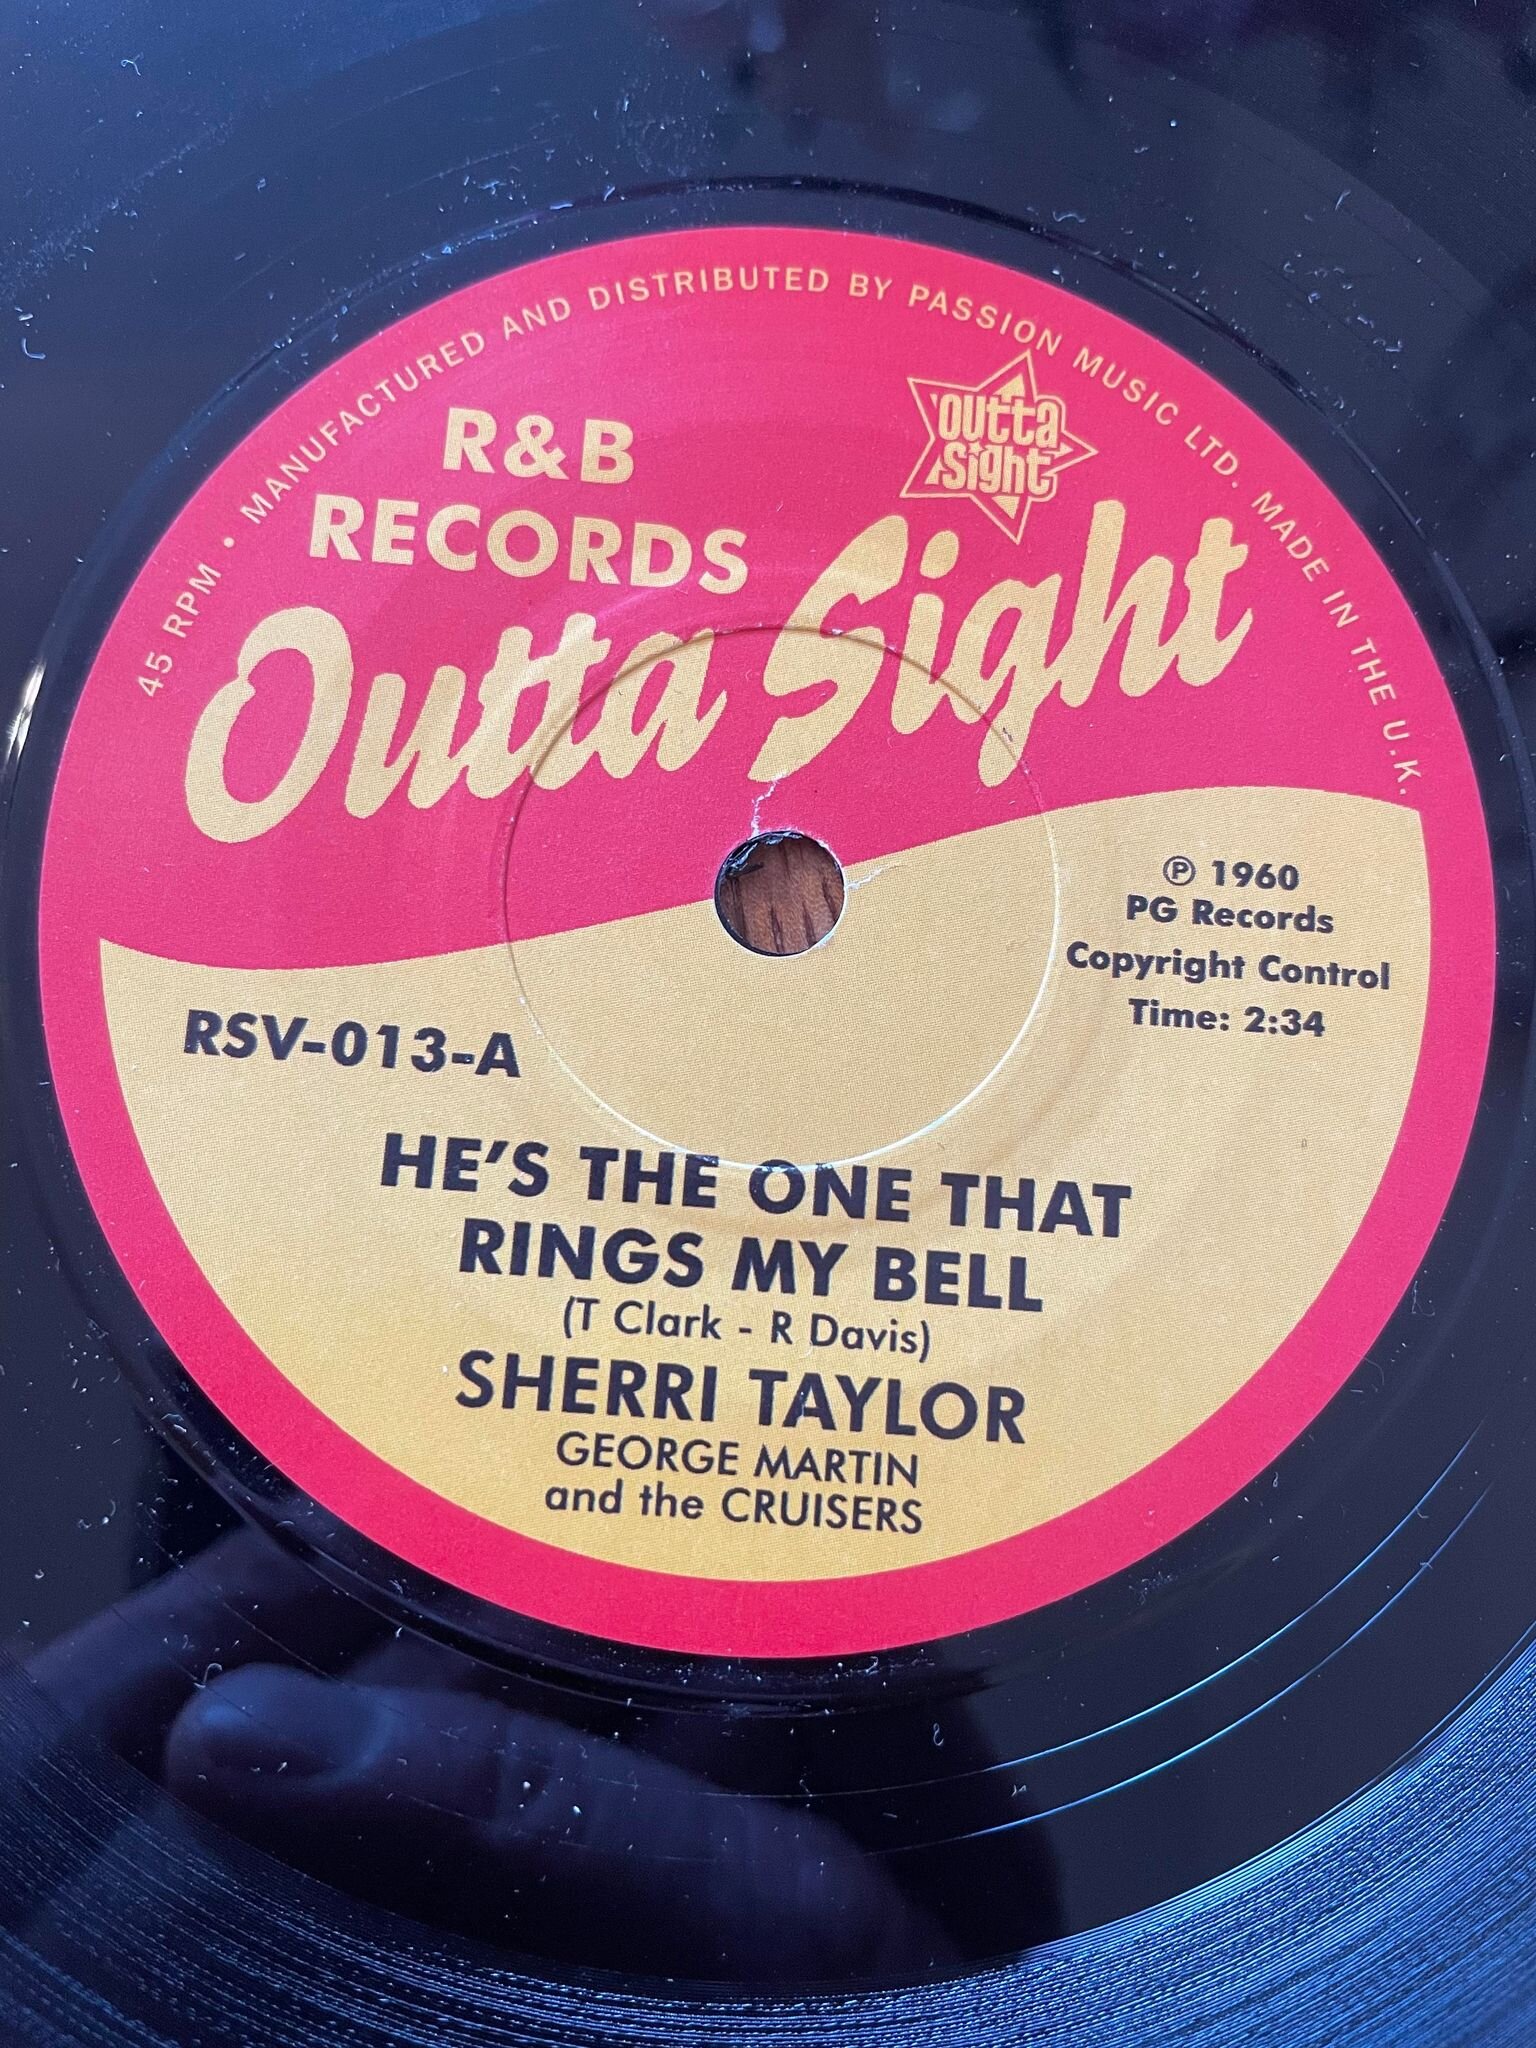 45 RPM • MANUFACTURED AND DISTRIBUTED BY PASSION MUSIC LTD. MADE IN THE U.K.
outta
sight
R&B
RECORDS
Outta Sight
℗ 1960
PG Records
Copyright Control
Time: 2:34
RSV-013-A
HE'S THE ONE THAT
RINGS MY BELL
(T Clark - R Davis)
SHERRI TAYLOR
GEORGE MARTIN
and the CRUISERS